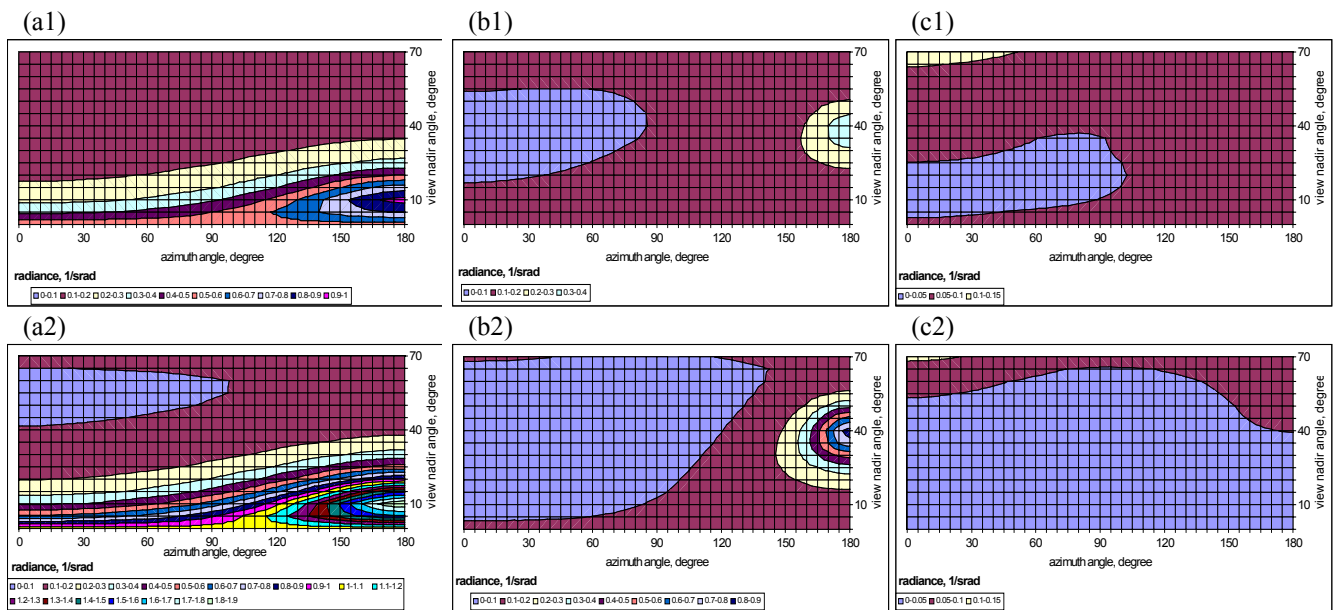 (a1)
70
40
10
view nadir angle, degree
0 30 60 90 120 150 180
azimuth angle, degree
radiance, 1/srad
0-0.1 0.1-0.2 0.2-0.3 0.3-0.4 0.4-0.5 0.5-0.6 0.6-0.7 0.7-0.8 0.8-0.9 0.9-1
(b1)
70
40
10
view nadir angle, degree
0 30 60 90 120 150 180
azimuth angle, degree
radiance, 1/srad
0-0.1 0.1-0.2 0.2-0.3 0.3-0.4
(c1)
70
40
10
view nadir angle, degree
0 30 60 90 120 150 180
azimuth angle, degree
radiance, 1/srad
0-0.05 0.05-0.1 0.1-0.15
(a2)
70
40
10
view nadir angle, degree
0 30 60 90 120 150 180
azimuth angle, degree
radiance, 1/srad
0-0.1 0.1-0.2 0.2-0.3 0.3-0.4 0.4-0.5 0.5-0.6 0.6-0.7 0.7-0.8 0.8-0.9 0.9-1 1-1.1 1.1-1.2
1.2-1.3 1.3-1.4 1.4-1.5 1.5-1.6 1.6-1.7 1.7-1.8 1.8-1.9
(b2)
70
40
10
view nadir angle, degree
0 30 60 90 120 150 180
azimuth angle, degree
radiance, 1/srad
0-0.1 0.1-0.2 0.2-0.3 0.3-0.4 0.4-0.5 0.5-0.6 0.6-0.7 0.7-0.8 0.8-0.9
(c2)
70
40
10
view nadir angle, degree
0 30 60 90 120 150 180
azimuth angle, degree
radiance, 1/srad
0-0.05 0.05-0.1 0.1-0.15